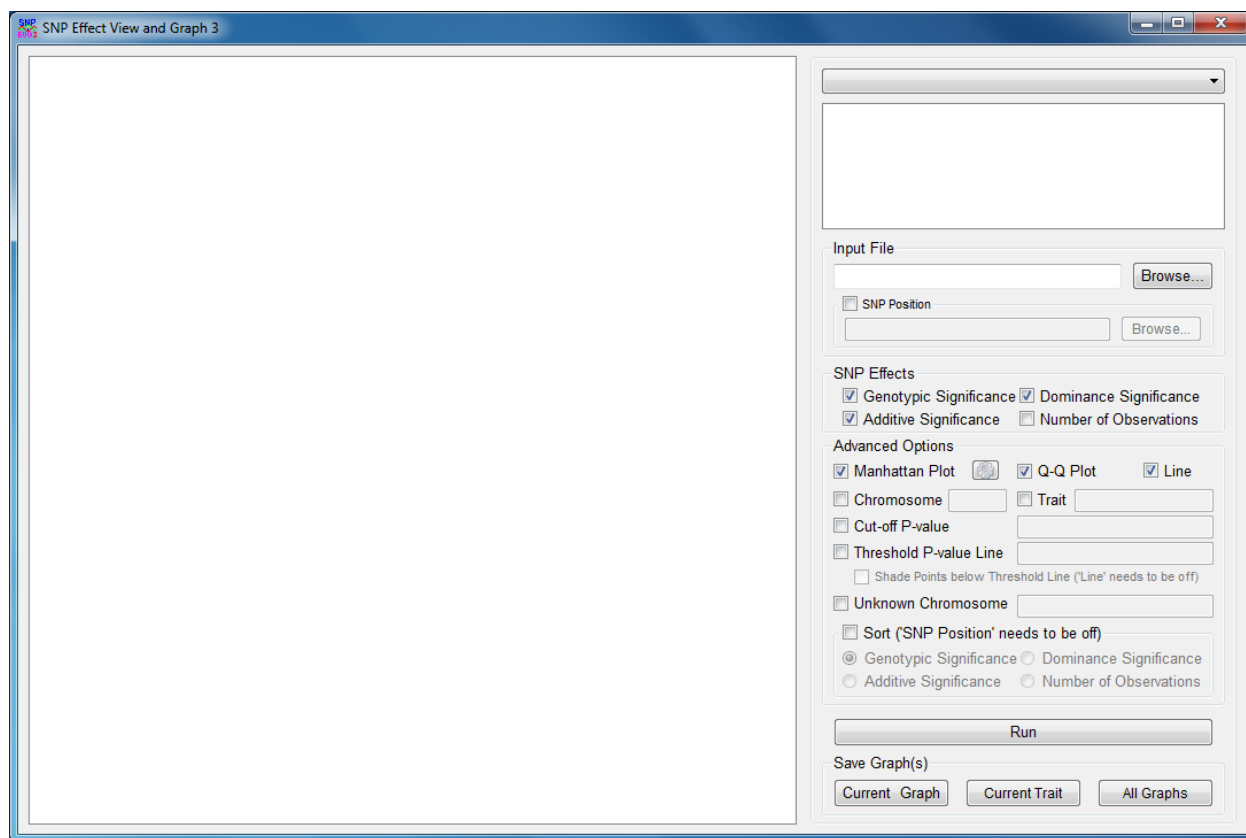 SNP EVG3 SNP Effect View and Graph 3
Input File
Browse...
SNP Position
Browse...
SNP Effects
Genotypic Significance Dominance Significance
Additive Significance Number of Observations
Advanced Options
Manhattan Plot Q-Q Plot Line
Chromosome Trait
Cut-off P-value
Threshold P-value Line
Shade Points below Threshold Line ('Line' needs to be off)
Unknown Chromosome
Sort ('SNP Position' needs to be off)
Genotypic Significance Dominance Significance
Additive Significance Number of Observations
Run
Save Graph(s)
Current Graph Current Trait All Graphs